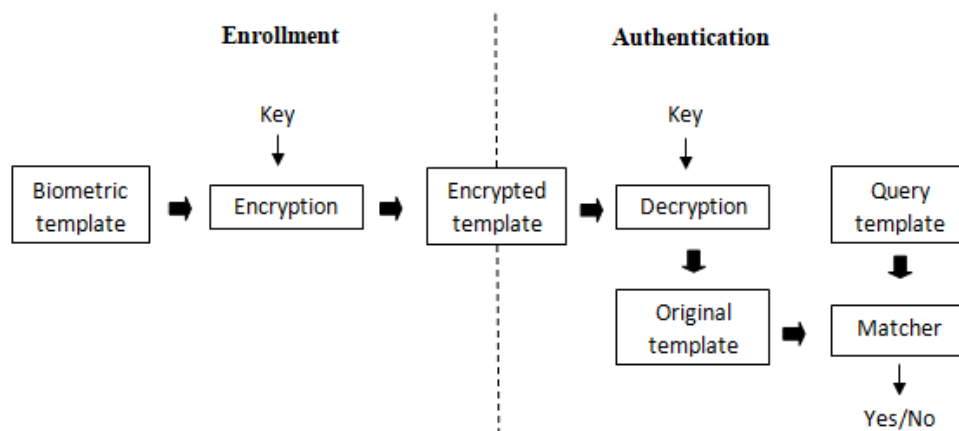 Enrollment
Authentication
Key
Key
Biometric
template
Encryption
Encrypted
template
Decryption
Query
template
Original
template
Matcher
Yes/No